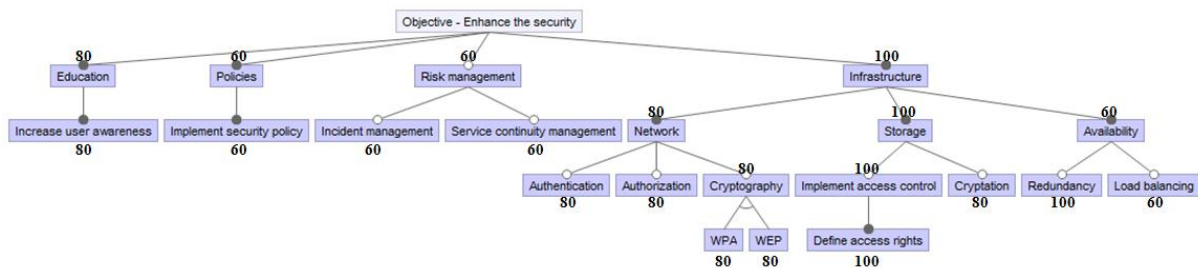 Objective - Enhance the security
80 60 60 100
Education Policies Risk management Infrastructure
80 100 60
Increase user awareness Implement security policy Incident management Service continuity management Network Storage Availability
80 60 60 60
80 100
Authentication Authorization Cryptography Implement access control Cryptation Redundancy Load balancing
80 80 80 100 60
WPA WEP Define access rights
80 80 100